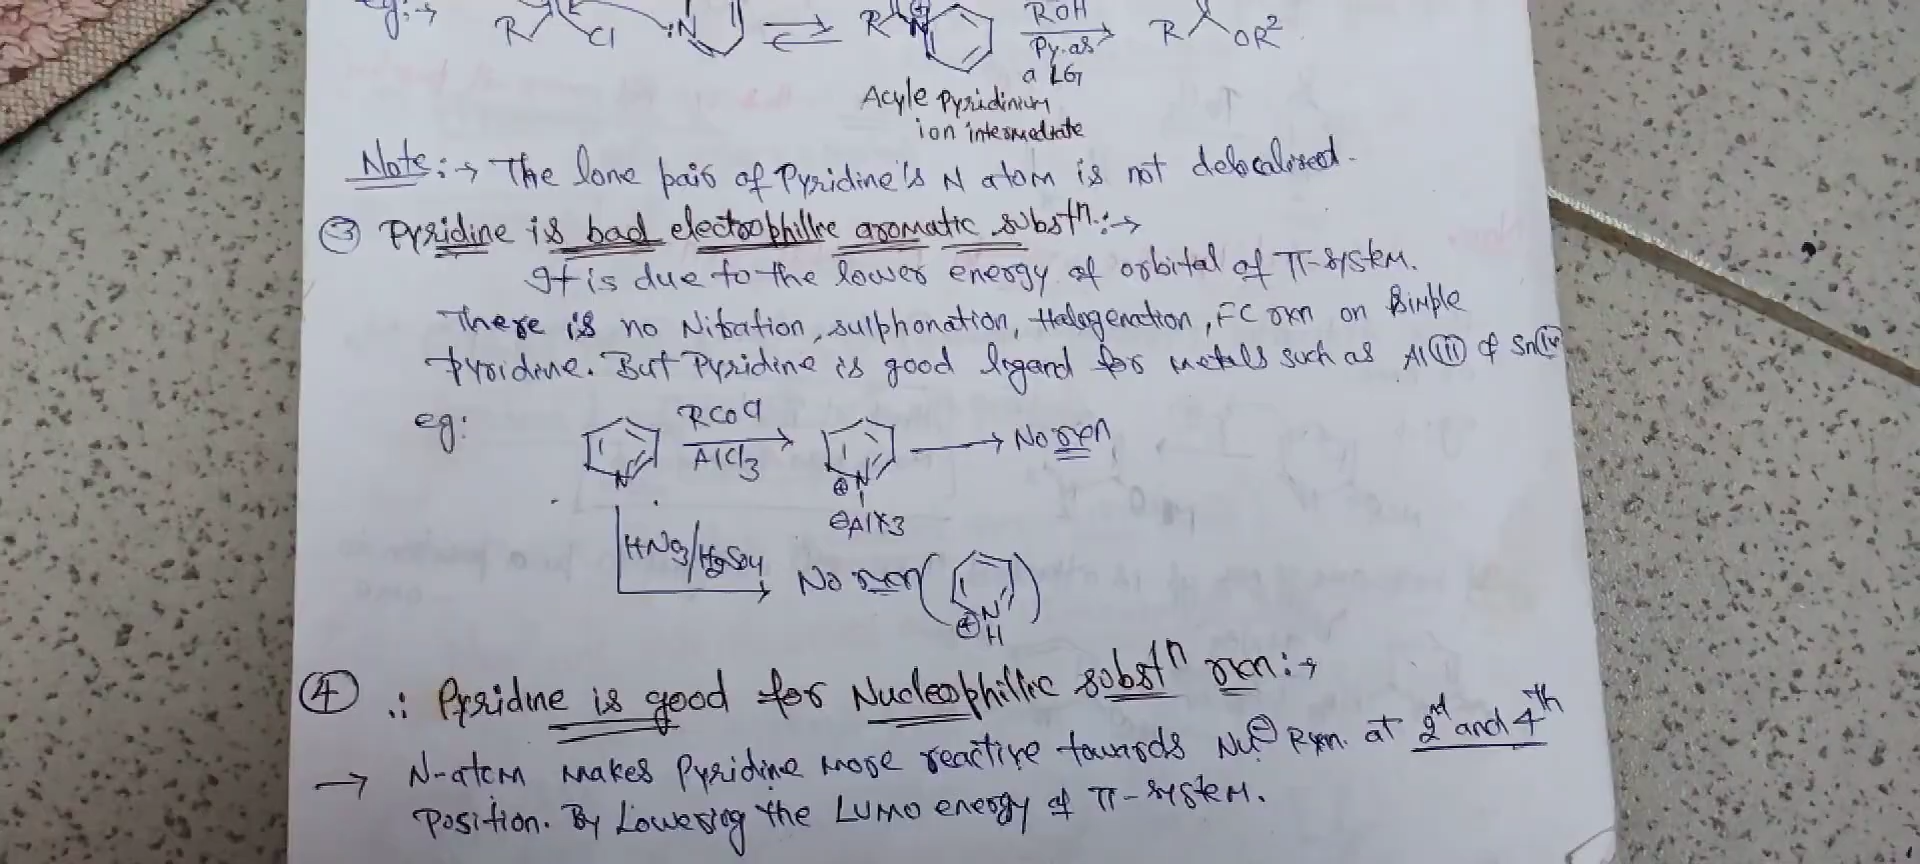 eg:→ R Cl :N ⇌ R N⊕ ROH R OR²
Py. as
a LG
Acyle Pyridinium
ion intermediate
Note:→ The lone pair of Pyridine's N atom is not delocalised.
③ Pyridine is bad electrophillic aromatic substⁿ:→
It is due to the lower energy of orbital of π-system.
There is no Nitration, sulphonation, Halogenation, FC rxn on Simple
Pyridine. But Pyridine is good ligand for metals such as Al(iii) & Sn(iv)
eg: RCOCl
AlCl3 → No rxn
N ⊕N
⊖AlX3
HNO3/H2SO4 No rxn ( N )
⊕ H
④ ∴ Pyridine is good for Nucleophillic substⁿ rxn:→
→ N-atom makes Pyridine more reactive towards Nu⊖ Rxn. at 2nd and 4th
Position. By Lowering the LUMO energy of π-system.